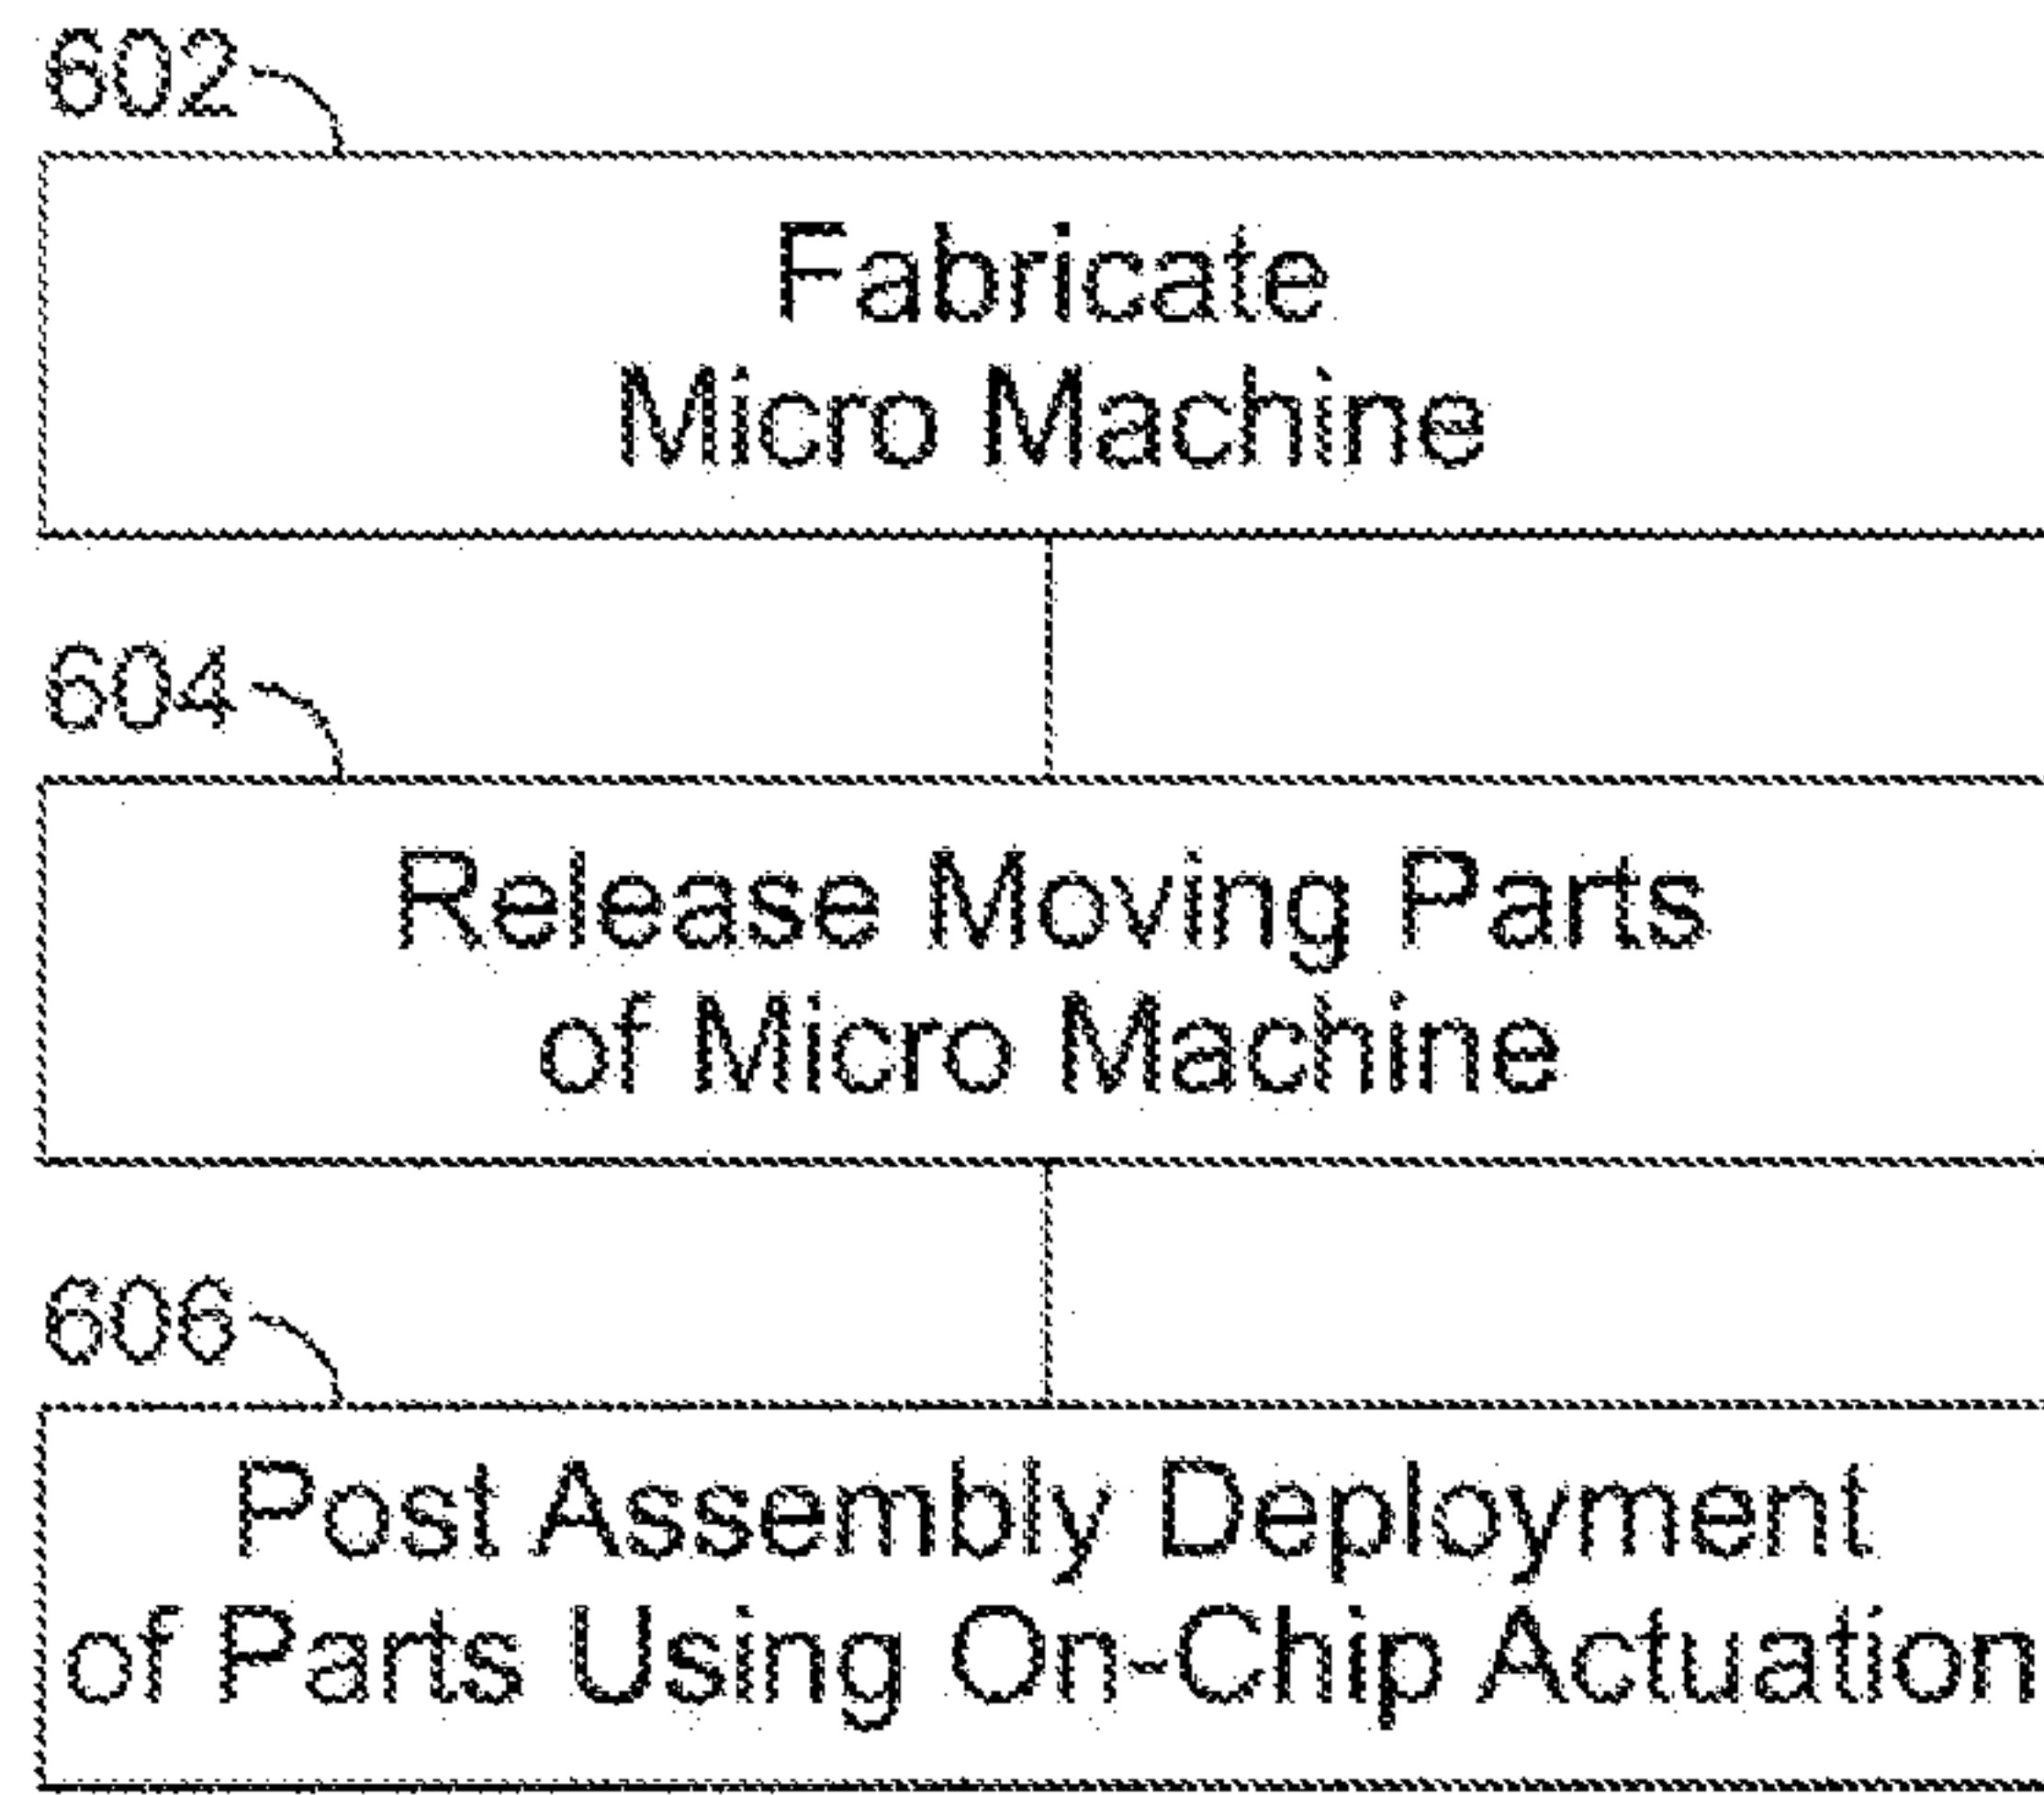 602
Fabricate
Micro Machine
604
Release Moving Parts
of Micro Machine
606
Post Assembly Deployment
of Parts Using On-Chip Actuation